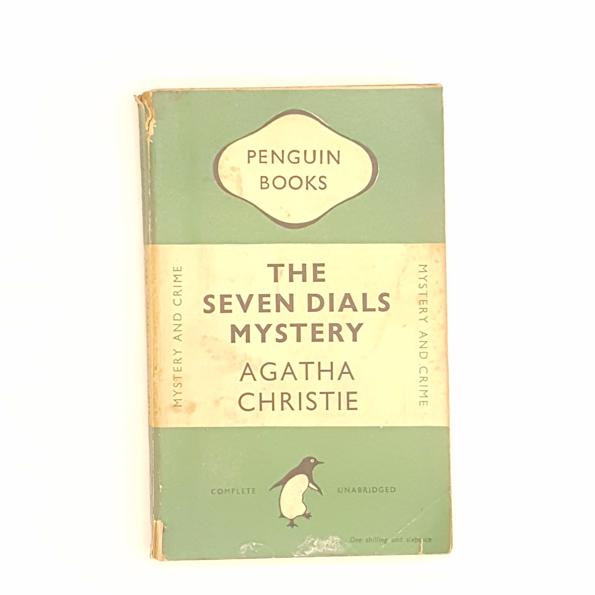 PENGUIN
BOOKS
MYSTERY AND CRIME
THE
SEVEN DIALS
MYSTERY
AGATHA
CHRISTIE
MYSTERY AND CRIME
COMPLETE UNABRIDGED
One shilling and sixpence